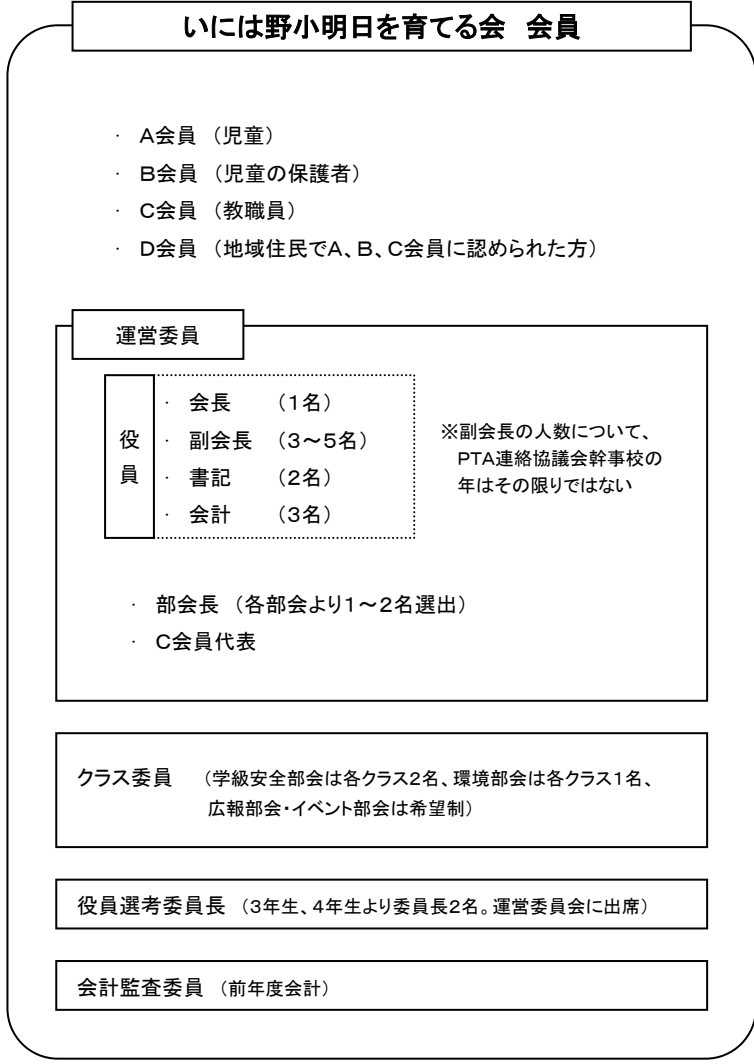 いには野小明日を育てる会　会員
・ A会員 （児童）
・ B会員 （児童の保護者）
・ C会員 （教職員）
・ D会員 （地域住民でA、B、C会員に認められた方）
運営委員
役員
・ 会長　　（1名）
・ 副会長　（3～5名）
・ 書記　　（2名）
・ 会計　　（3名）
※副会長の人数について、
PTA連絡協議会幹事校の
年はその限りではない
・ 部会長 （各部会より1～2名選出）
・ C会員代表
クラス委員　（学級安全部会は各クラス2名、環境部会は各クラス1名、
広報部会・イベント部会は希望制）
役員選考委員長 （3年生、4年生より委員長2名。運営委員会に出席）
会計監査委員 （前年度会計）